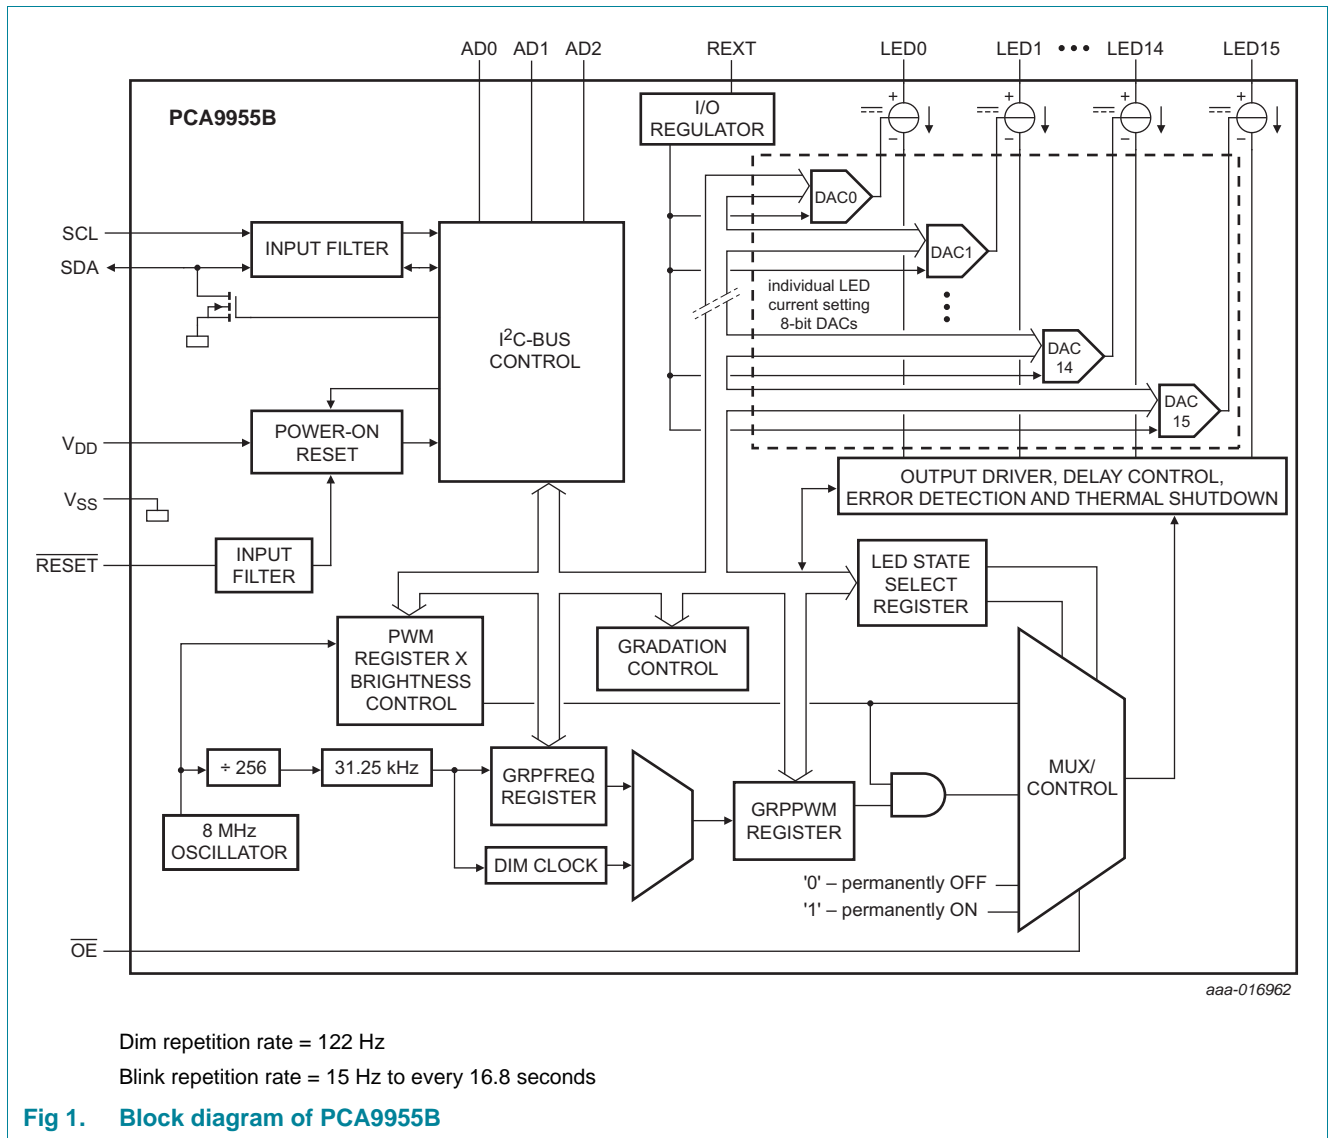 AD0 AD1 AD2 REXT LED0 LED1 ••• LED14 LED15
PCA9955B
I/O
REGULATOR
+ + + +
− − − −
DAC0
DAC1
individual LED
current setting
8-bit DACs
DAC
14
DAC
15
SCL
SDA
INPUT FILTER
I²C-BUS
CONTROL
VDD
POWER-ON
RESET
VSS
RESET
INPUT
FILTER
OUTPUT DRIVER, DELAY CONTROL,
ERROR DETECTION AND THERMAL SHUTDOWN
LED STATE
SELECT
REGISTER
PWM
REGISTER X
BRIGHTNESS
CONTROL
GRADATION
CONTROL
÷ 256
31.25 kHz
GRPFREQ
REGISTER
DIM CLOCK
8 MHz
OSCILLATOR
GRPPWM
REGISTER
MUX/
CONTROL
'0' – permanently OFF
'1' – permanently ON
OE
aaa-016962
Dim repetition rate = 122 Hz
Blink repetition rate = 15 Hz to every 16.8 seconds
Fig 1. Block diagram of PCA9955B